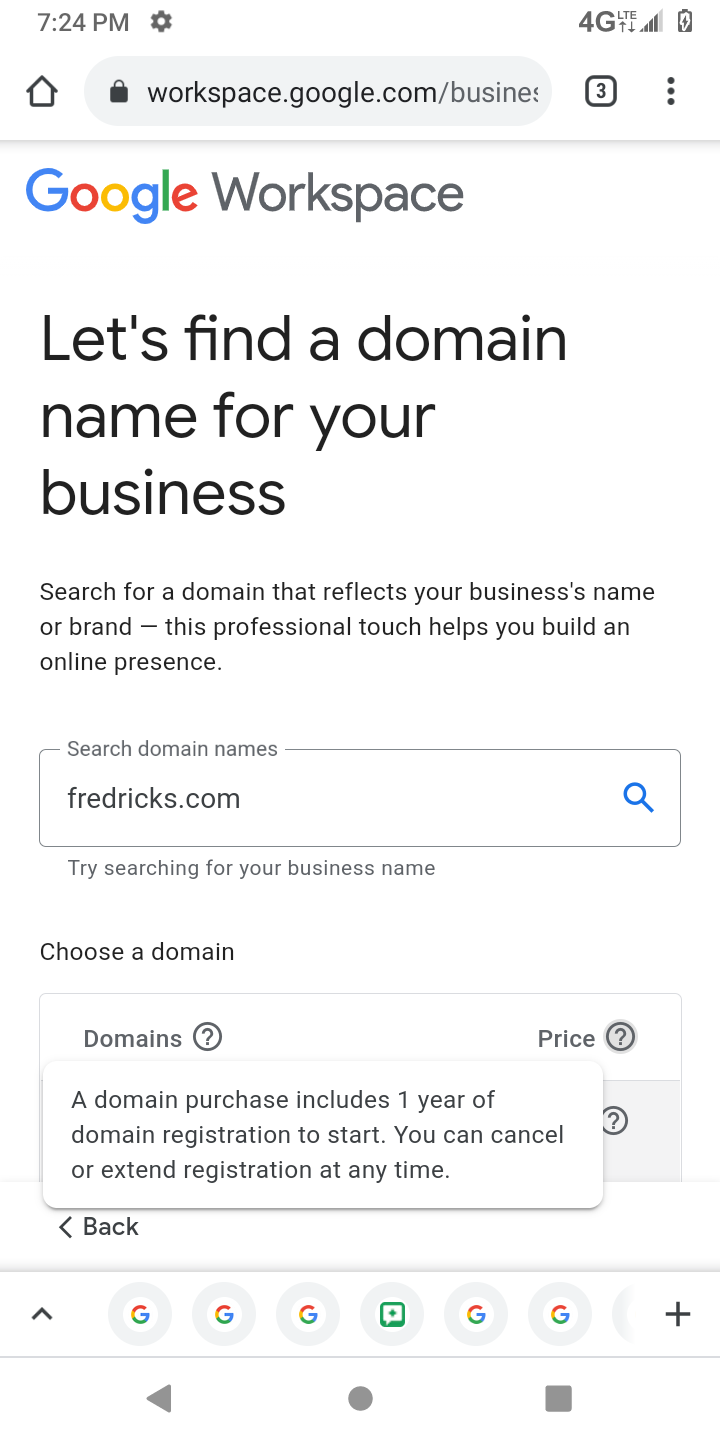 7:24 PM
4G LTE
workspace.google.com/busines
3
Google Workspace
Let's find a domain
name for your
business
Search for a domain that reflects your business's name
or brand — this professional touch helps you build an
online presence.
Search domain names
fredricks.com
Try searching for your business name
Choose a domain
Domains ?
Price ?
A domain purchase includes 1 year of
domain registration to start. You can cancel
or extend registration at any time.
?
Back